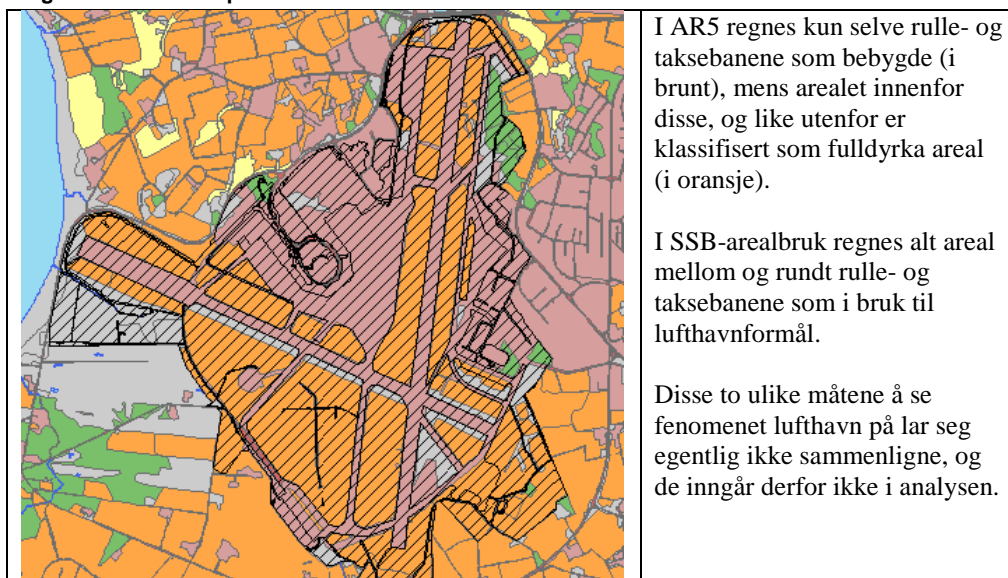 I AR5 regnes kun selve rulle- og
taksebanene som bebygde (i
brunt), mens arealet innenfor
disse, og like utenfor er
klassifisert som fulldyrka areal
(i oransje).
I SSB-arealbruk regnes alt areal
mellom og rundt rulle- og
taksebanene som i bruk til
lufthavnformål.
Disse to ulike måtene å se
fenomenet lufthavn på lar seg
egentlig ikke sammenligne, og
de inngår derfor ikke i analysen.